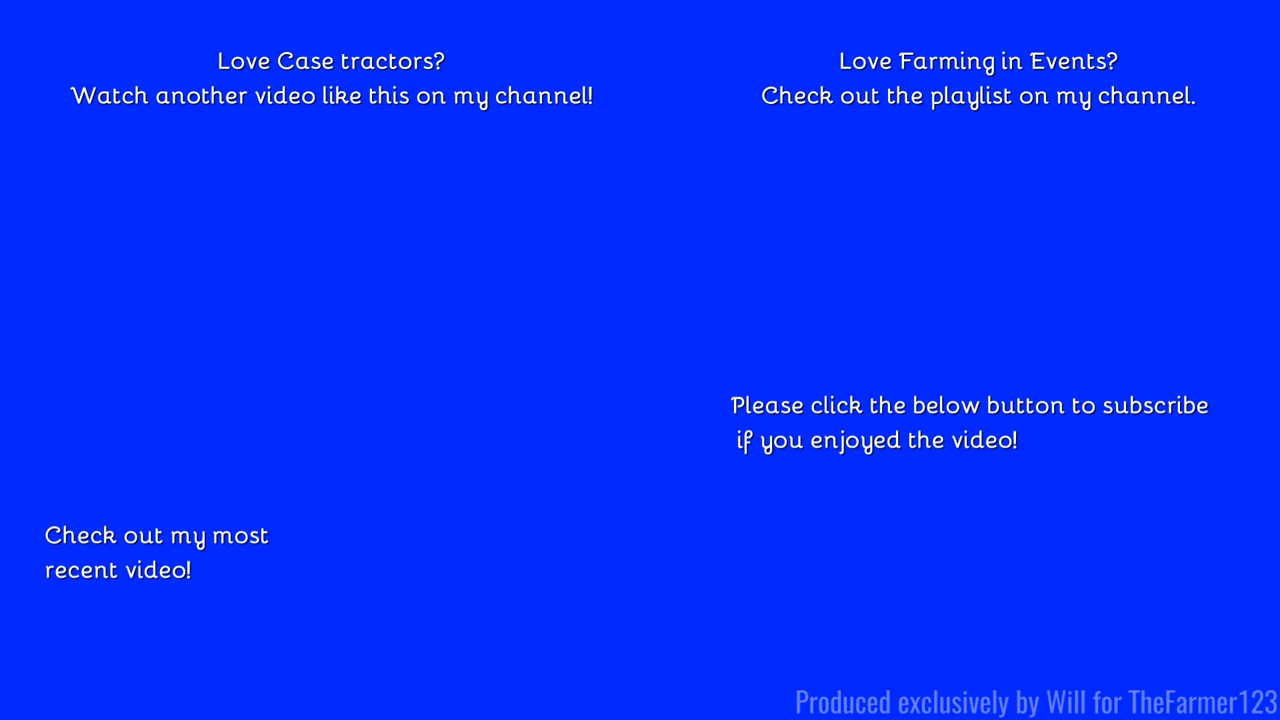 Love Case tractors?
Watch another video like this on my channel!
Love Farming in Events?
Check out the playlist on my channel.
Please click the below button to subscribe
if you enjoyed the video!
Check out my most
recent video!
Produced exclusively by Will for TheFarmer123